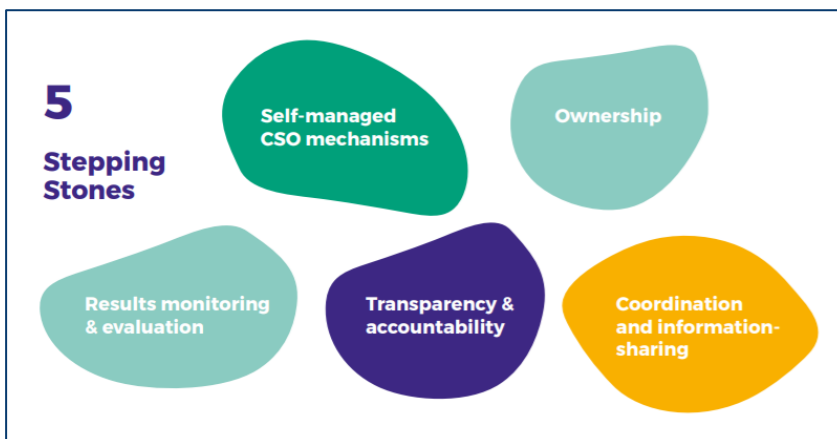 5
Stepping
Stones
Self-managed
CSO mechanisms
Ownership
Results monitoring
& evaluation
Transparency &
accountability
Coordination
and information-
sharing